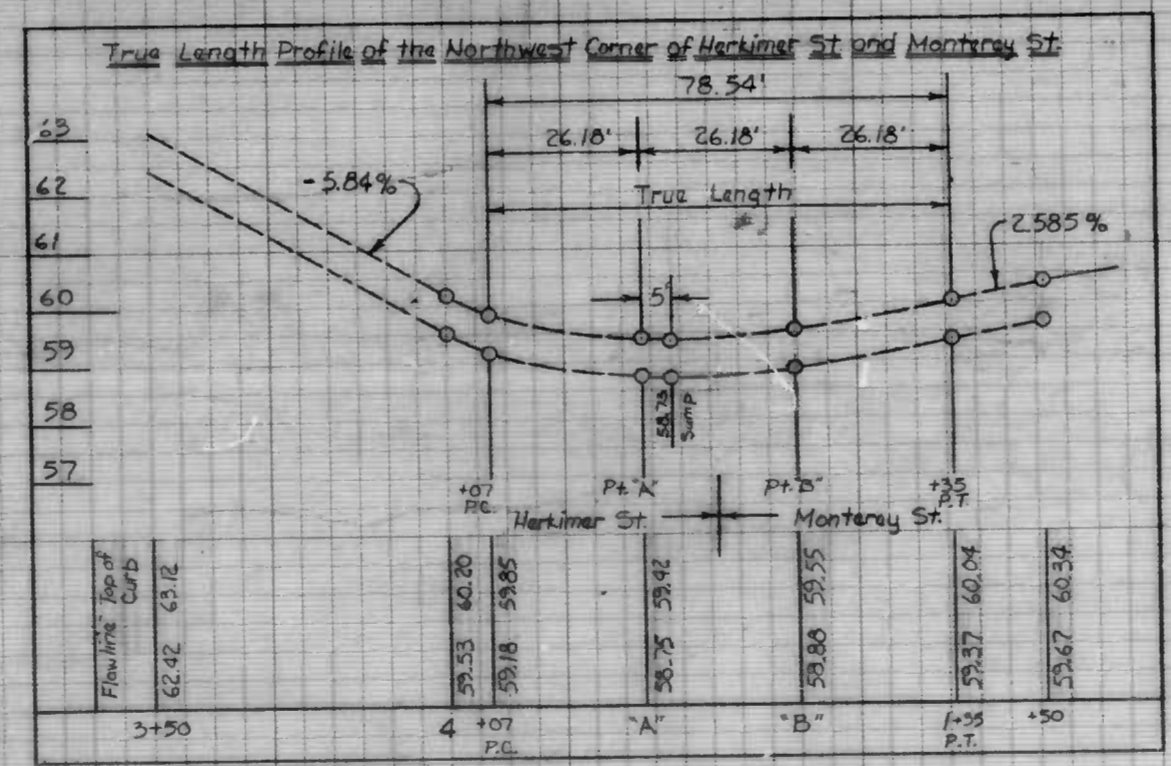 True Length Profile of the Northwest Corner of Herkimer St. and Monterey St.
78.54'
26.18' 26.18' 26.18'
True Length
63
62
61
60
59
58
57
-5.84%
2.585%
5'
58.73
Sump
+07
P.C.
Pt. "A"
Pt. "B"
+35
P.T.
Herkimer St.
Monterey St.
Flowline Top of Curb
62.42 63.12
59.53 60.20
59.18 59.85
58.75 59.42
58.88 59.55
59.37 60.04
59.67 60.34
3+50 4 +07 "A" "B" 1+35 +50
P.C. P.T.